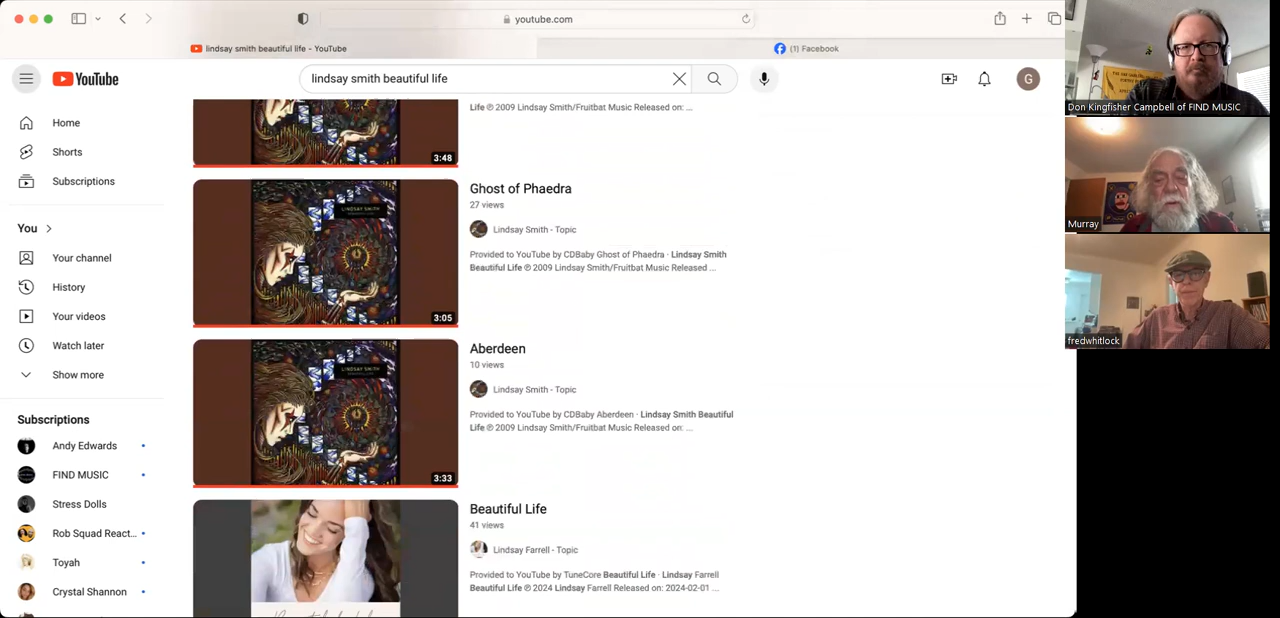 youtube.com
lindsay smith beautiful life - YouTube
(1) Facebook
YouTube
lindsay smith beautiful life
G
Home
Shorts
Subscriptions
You
Your channel
History
Your videos
Watch later
Show more
Subscriptions
Andy Edwards
FIND MUSIC
Stress Dolls
Rob Squad React...
Toyah
Crystal Shannon
Life ℗ 2009 Lindsay Smith/Fruitbat Music Released on: ...
3:48
Ghost of Phaedra
27 views
Lindsay Smith - Topic
Provided to YouTube by CDBaby Ghost of Phaedra · Lindsay Smith
Beautiful Life ℗ 2009 Lindsay Smith/Fruitbat Music Released ...
LINDSAY SMITH
3:05
Aberdeen
10 views
Lindsay Smith - Topic
Provided to YouTube by CDBaby Aberdeen · Lindsay Smith Beautiful
Life ℗ 2009 Lindsay Smith/Fruitbat Music Released on: ...
LINDSAY SMITH
3:33
Beautiful Life
41 views
Lindsay Farrell - Topic
Provided to YouTube by TuneCore Beautiful Life · Lindsay Farrell
Beautiful Life ℗ 2024 Lindsay Farrell Released on: 2024-02-01 ...
Don Kingfisher Campbell of FIND MUSIC
Murray
fredwhitlock